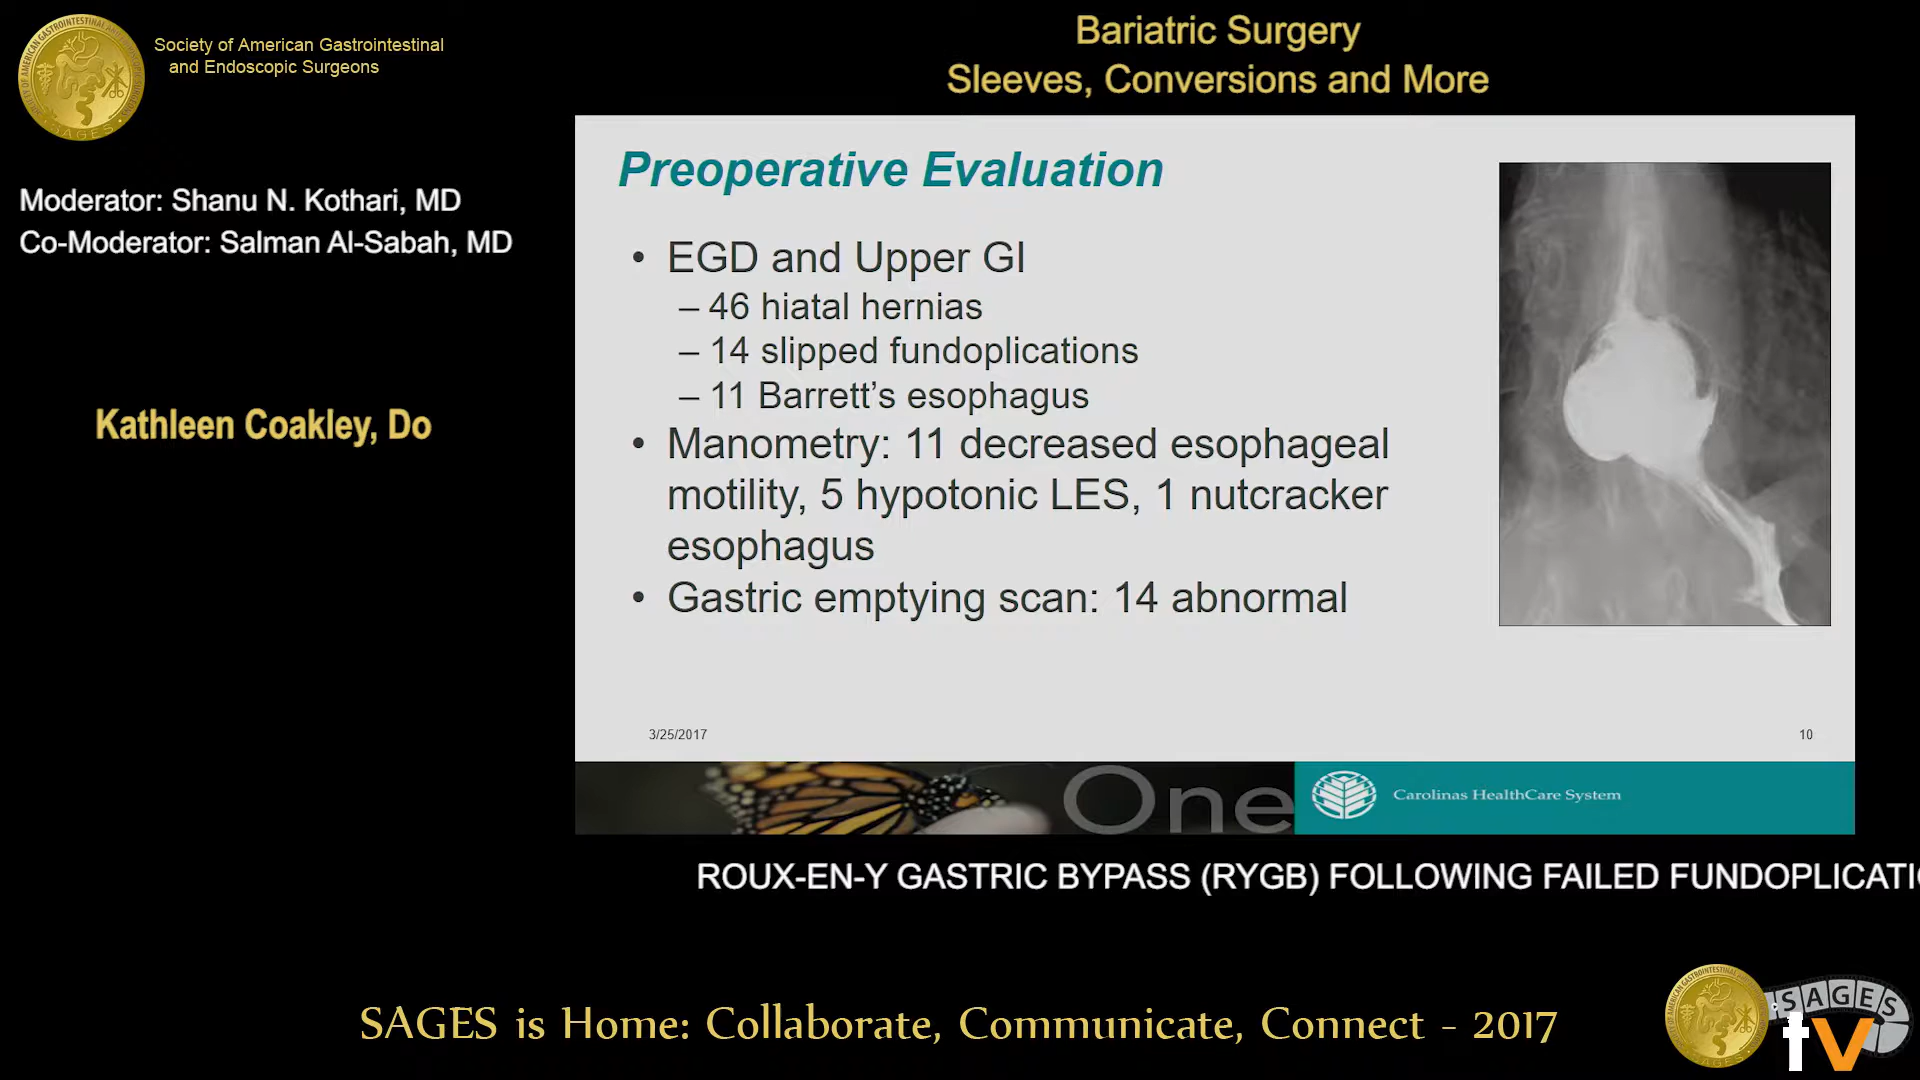 Society of American Gastrointestinal
and Endoscopic Surgeons
Bariatric Surgery
Sleeves, Conversions and More
Moderator: Shanu N. Kothari, MD
Co-Moderator: Salman Al-Sabah, MD
Kathleen Coakley, Do
Preoperative Evaluation
• EGD and Upper GI
– 46 hiatal hernias
– 14 slipped fundoplications
– 11 Barrett’s esophagus
• Manometry: 11 decreased esophageal
motility, 5 hypotonic LES, 1 nutcracker
esophagus
• Gastric emptying scan: 14 abnormal
3/25/2017
10
One
Carolinas HealthCare System
ROUX-EN-Y GASTRIC BYPASS (RYGB) FOLLOWING FAILED FUNDOPLICATI
SAGES is Home: Collaborate, Communicate, Connect - 2017
SAGES
tv